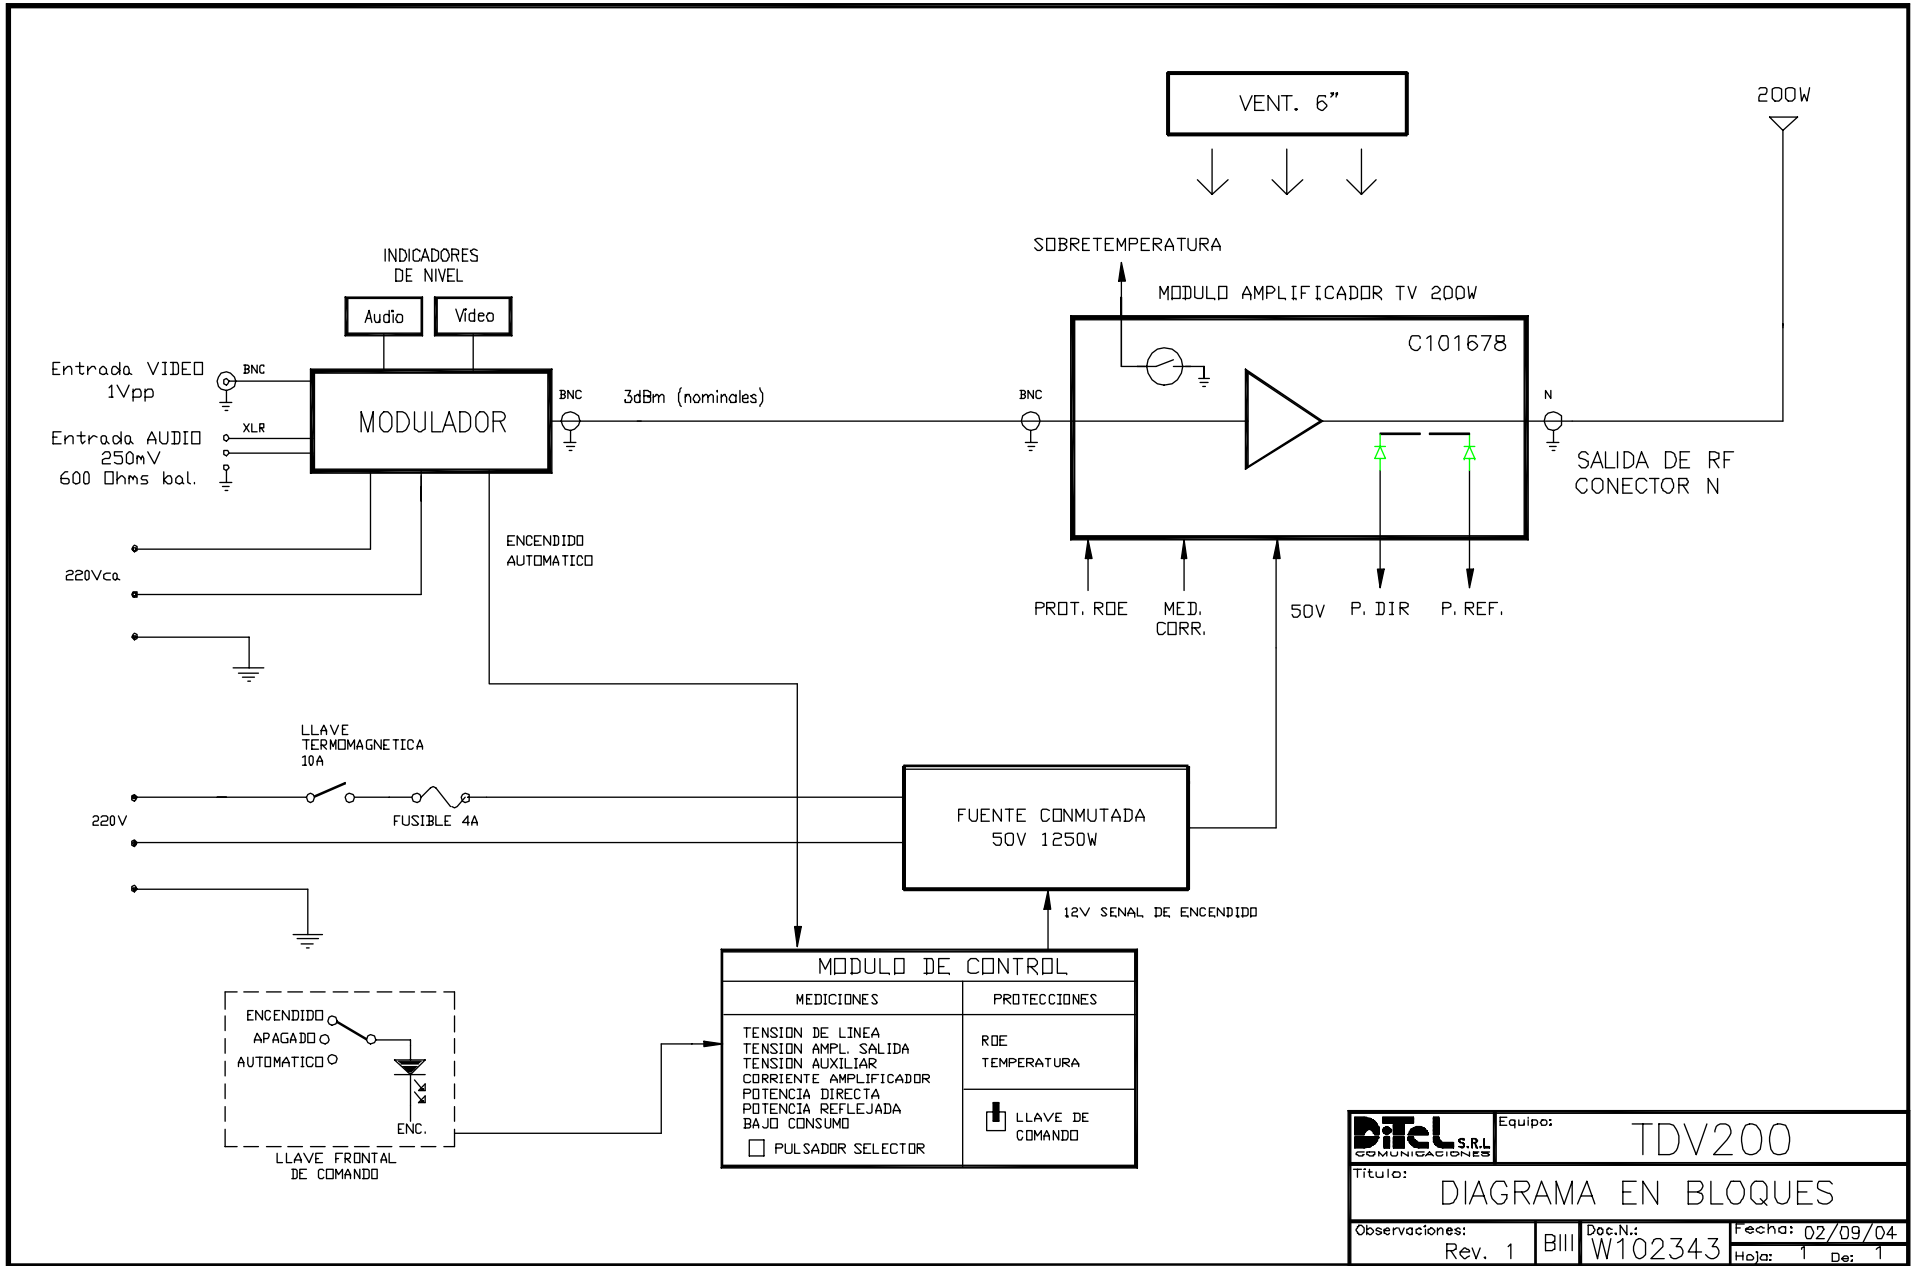 VENT. 6”
200W
SOBRETEMPERATURA
INDICADORES
DE NIVEL
MODULO AMPLIFICADOR TV 200W
Audio
Video
C101678
Entrada VIDEO
1Vpp
BNC
MODULADOR
BNC
3dBm (nominales)
BNC
N
Entrada AUDIO
250mV
600 Ohms bal.
XLR
SALIDA DE RF
CONECTOR N
ENCENDIDO
AUTOMATICO
220Vca
PROT. ROE
MED.
CORR.
50V
P. DIR
P. REF.
LLAVE
TERMOMAGNETICA
10A
220V
FUSIBLE 4A
FUENTE CONMUTADA
50V 1250W
12V SENAL DE ENCENDIDO
MODULO DE CONTROL
MEDICIONES
PROTECCIONES
TENSION DE LINEA
TENSION AMPL. SALIDA
TENSION AUXILIAR
CORRIENTE AMPLIFICADOR
POTENCIA DIRECTA
POTENCIA REFLEJADA
BAJO CONSUMO
PULSADOR SELECTOR
ROE
TEMPERATURA
LLAVE DE
COMANDO
ENCENDIDO
APAGADO
AUTOMATICO
ENC.
LLAVE FRONTAL
DE COMANDO
DiTel S.R.L
COMUNICACIONES
Equipo:
TDV200
Titulo:
DIAGRAMA EN BLOQUES
Observaciones:
Rev. 1
BIII
Doc.N.:
W102343
Fecha: 02/09/04
Hoja: 1 De: 1